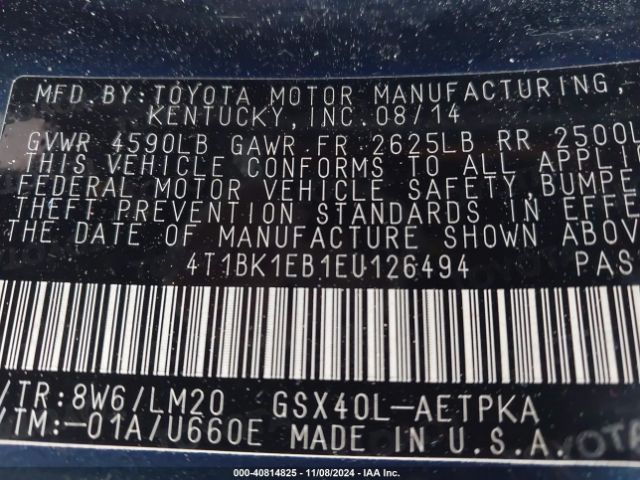 MFD.BY:TOYOTA MOTOR MANUFACTURING,
KENTUCKY,INC.08/14
GVWR 4590LB GAWR FR 2625LB RR 2500L
THIS VEHICLE CONFORMS TO ALL APPLI
FEDERAL MOTOR VEHICLE SAFETY, BUMPE
THEFT PREVENTION STANDARDS IN EFFE
THE DATE OF MANUFACTURE SHOWN ABOV
4T1BK1EB1EU126494 PAS
/TR:8W6/LM20 GSX40L-AETPKA
/TM:-01A/U660E MADE IN U.S.A.
000-40814825 - 11/08/2024 - IAA Inc.